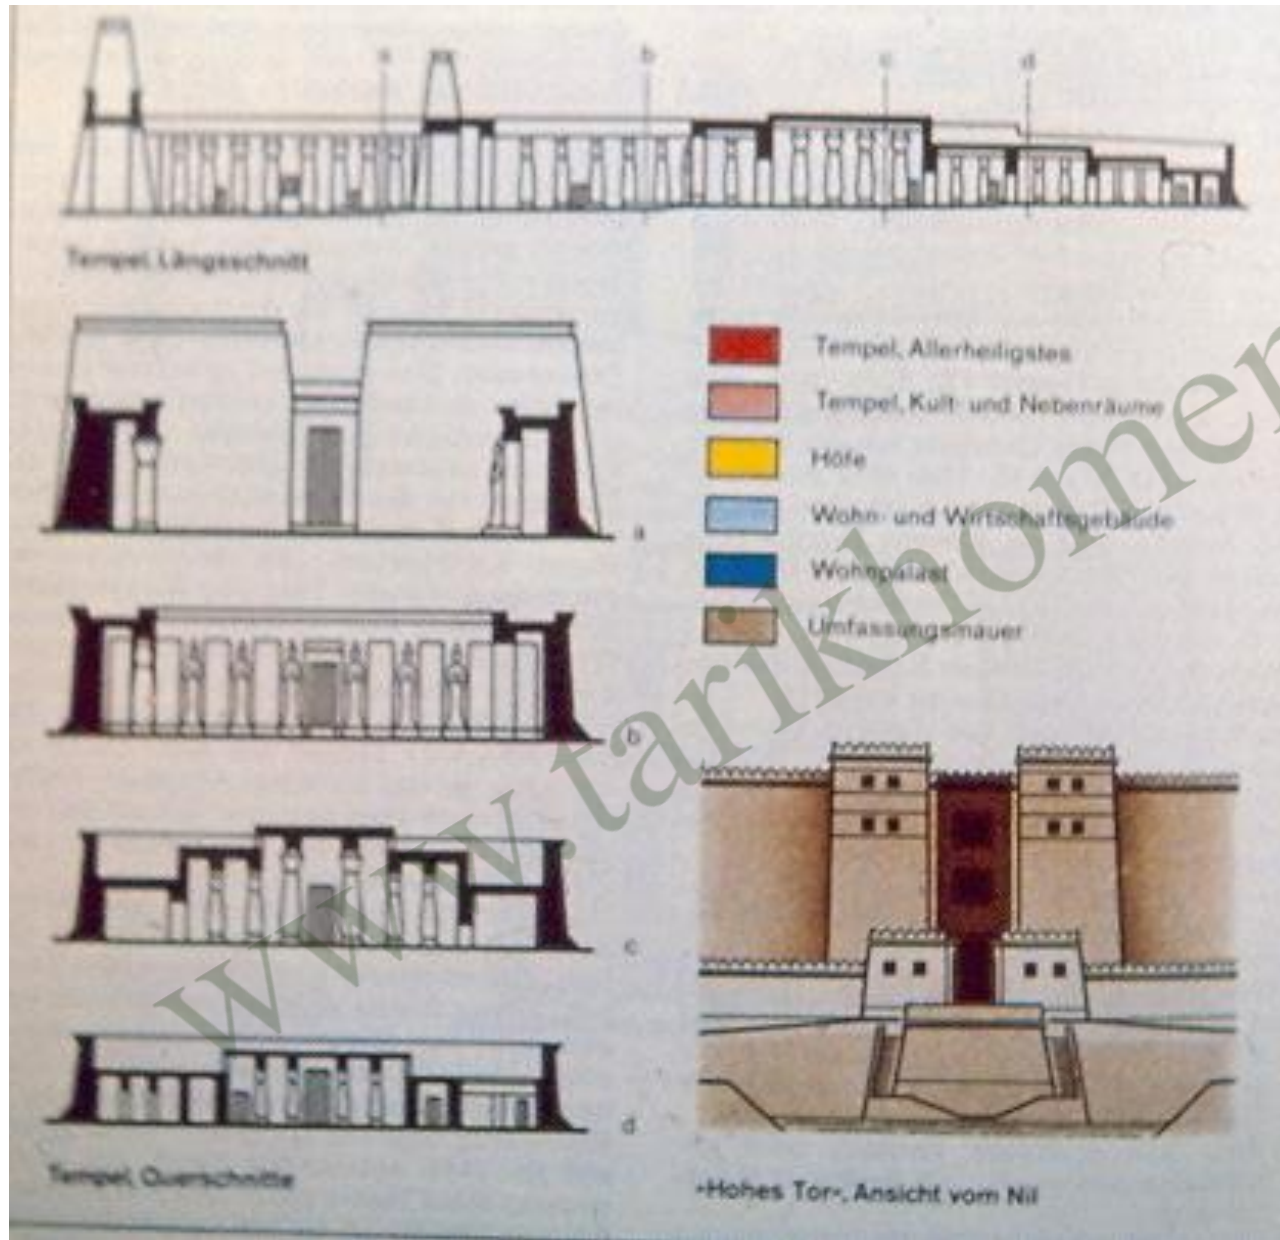 a b c d
Tempel, Längsschnitt
Tempel, Allerheiligstes
Tempel, Kult- und Nebenräume
Höfe
Wohn- und Wirtschaftsgebäude
Wohnpalast
Umfassungsmauer
a
b
c
d
Tempel, Querschnitte
»Hohes Tor«, Ansicht vom Nil
www.tarikhomer